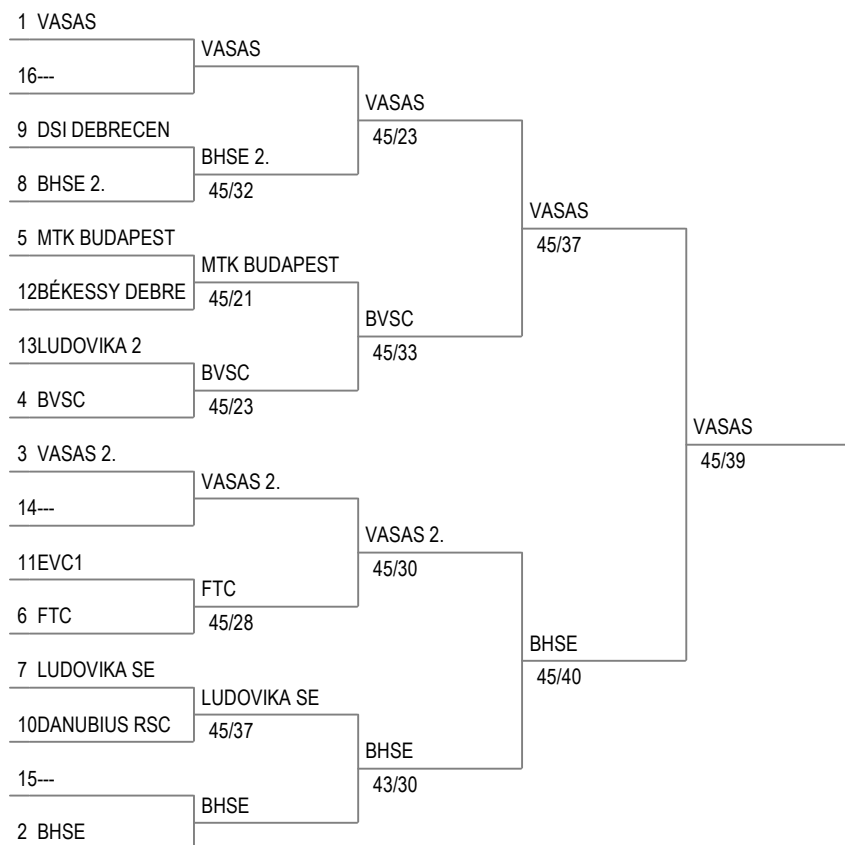 1 VASAS
VASAS
16---
VASAS
45/23
9 DSI DEBRECEN
BHSE 2.
45/32
8 BHSE 2.
VASAS
45/37
5 MTK BUDAPEST
MTK BUDAPEST
45/21
12BÉKESSY DEBRE
BVSC
45/33
13LUDOVIKA 2
BVSC
45/23
4 BVSC
VASAS
45/39
3 VASAS 2.
VASAS 2.
14---
VASAS 2.
45/30
11EVC1
FTC
45/28
6 FTC
BHSE
45/40
7 LUDOVIKA SE
LUDOVIKA SE
45/37
10DANUBIUS RSC
BHSE
43/30
15---
BHSE
2 BHSE